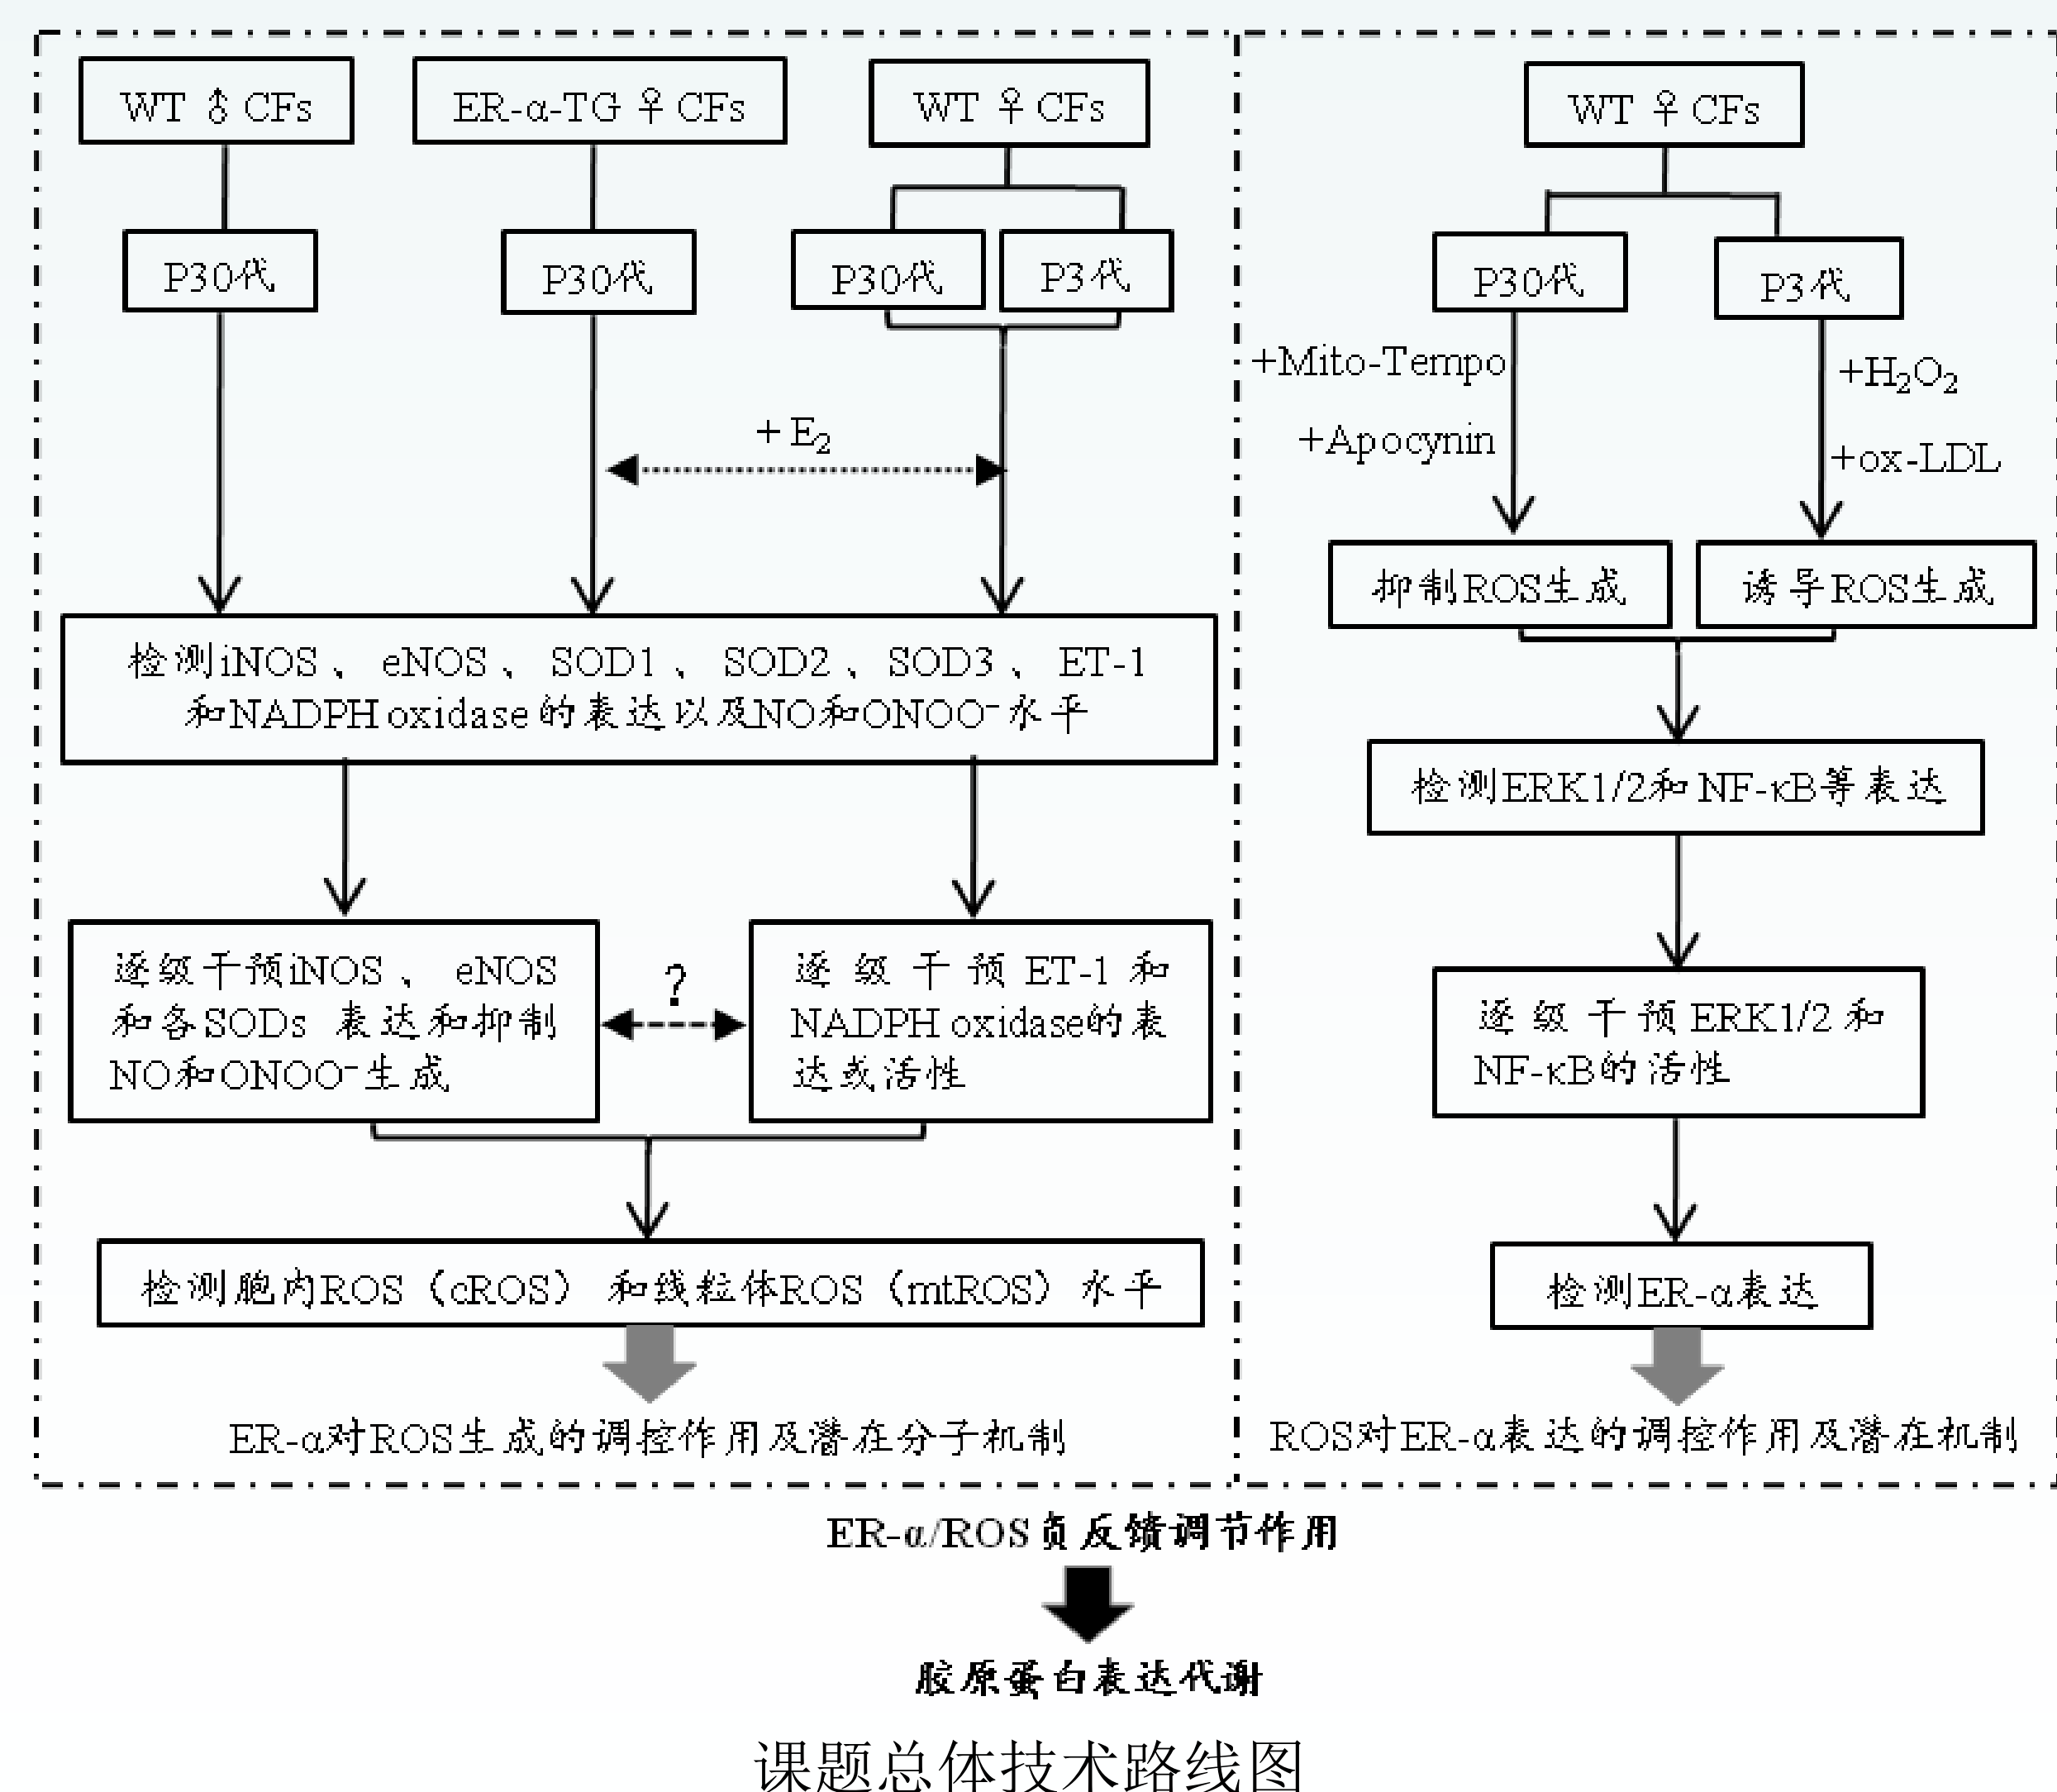 WT ♂ CFs
ER-α-TG ♀ CFs
WT ♀ CFs
P30代
P30代
P30代
P3代
+ E₂
检测iNOS、eNOS、SOD1、SOD2、SOD3、ET-1
和NADPH oxidase的表达以及NO和ONOO⁻水平
逐级干预iNOS、eNOS
和各SODs 表达和抑制
NO和ONOO⁻生成
?
逐级干预ET-1和
NADPH oxidase的表
达或活性
检测胞内ROS（cROS）和线粒体ROS（mtROS）水平
ER-α对ROS生成的调控作用及潜在分子机制
WT ♀ CFs
P30代
P3代
+Mito-Tempo
+Apocynin
+H₂O₂
+ox-LDL
抑制ROS生成
诱导ROS生成
检测ERK1/2和NF-κB等表达
逐级干预ERK1/2和
NF-κB的活性
检测ER-α表达
ROS对ER-α表达的调控作用及潜在机制
ER-α/ROS负反馈调节作用
胶原蛋白表达代谢
课题总体技术路线图